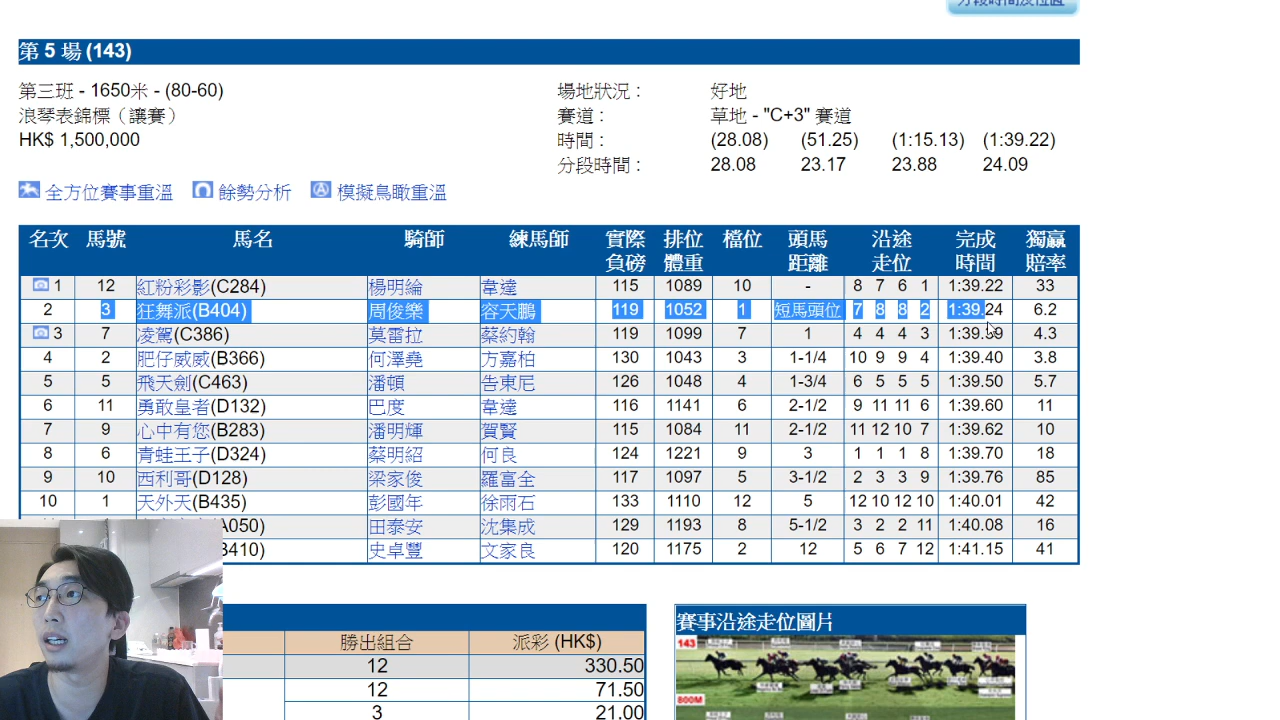 分段時間及位置
第 5 場 (143)
第三班 - 1650米 - (80-60) 場地狀況 : 好地
浪琴表錦標（讓賽） 賽道 : 草地 - "C+3" 賽道
HK$ 1,500,000 時間 : (28.08) (51.25) (1:15.13) (1:39.22)
分段時間 : 28.08 23.17 23.88 24.09
全方位賽事重溫 餘勢分析 模擬鳥瞰重溫
名次 馬號 馬名 騎師 練馬師 實際負磅 排位體重 檔位 頭馬距離 沿途走位 完成時間 獨贏賠率
1 12 紅粉彩影(C284) 楊明綸 韋達 115 1089 10 - 8 7 6 1 1:39.22 33
2 3 狂舞派(B404) 周俊樂 容天鵬 119 1052 1 短馬頭位 7 8 8 2 1:39.24 6.2
3 7 凌駕(C386) 莫雷拉 蔡約翰 119 1099 7 1 4 4 4 3 1:39.39 4.3
4 2 肥仔威威(B366) 何澤堯 方嘉柏 130 1043 3 1-1/4 10 9 9 4 1:39.40 3.8
5 5 飛天劍(C463) 潘頓 告東尼 126 1048 4 1-3/4 6 5 5 5 1:39.50 5.7
6 11 勇敢皇者(D132) 巴度 韋達 116 1141 6 2-1/2 9 11 11 6 1:39.60 11
7 9 心中有您(B283) 潘明輝 賀賢 115 1084 11 2-1/2 11 12 10 7 1:39.62 10
8 6 青蛙王子(D324) 蔡明紹 何良 124 1221 9 3 1 1 1 8 1:39.70 18
9 10 西利哥(D128) 梁家俊 羅富全 117 1097 5 3-1/2 2 3 3 9 1:39.76 85
10 1 天外天(B435) 彭國年 徐雨石 133 1110 12 5 12 10 12 10 1:40.01 42
A050) 田泰安 沈集成 129 1193 8 5-1/2 3 2 2 11 1:40.08 16
B410) 史卓豐 文家良 120 1175 2 12 5 6 7 12 1:41.15 41
勝出組合 派彩 (HK$)
12 330.50
12 71.50
3 21.00
賽事沿途走位圖片
143
800M